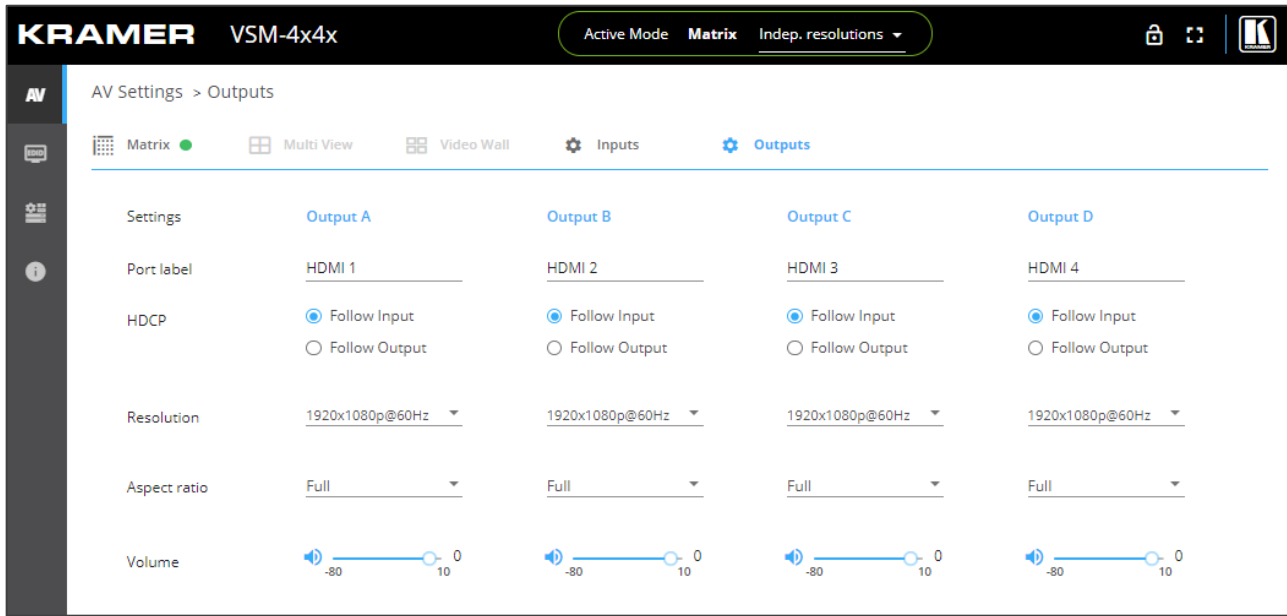 KRAMER VSM-4x4x Active Mode Matrix Indep. resolutions K KRAMER
AV AV Settings > Outputs
EDID Matrix Multi View Video Wall Inputs Outputs
Settings Output A Output B Output C Output D
Port label HDMI 1 HDMI 2 HDMI 3 HDMI 4
HDCP Follow Input Follow Input Follow Input Follow Input
Follow Output Follow Output Follow Output Follow Output
Resolution 1920x1080p@60Hz 1920x1080p@60Hz 1920x1080p@60Hz 1920x1080p@60Hz
Aspect ratio Full Full Full Full
Volume 0 0 0 0
-80 10 -80 10 -80 10 -80 10